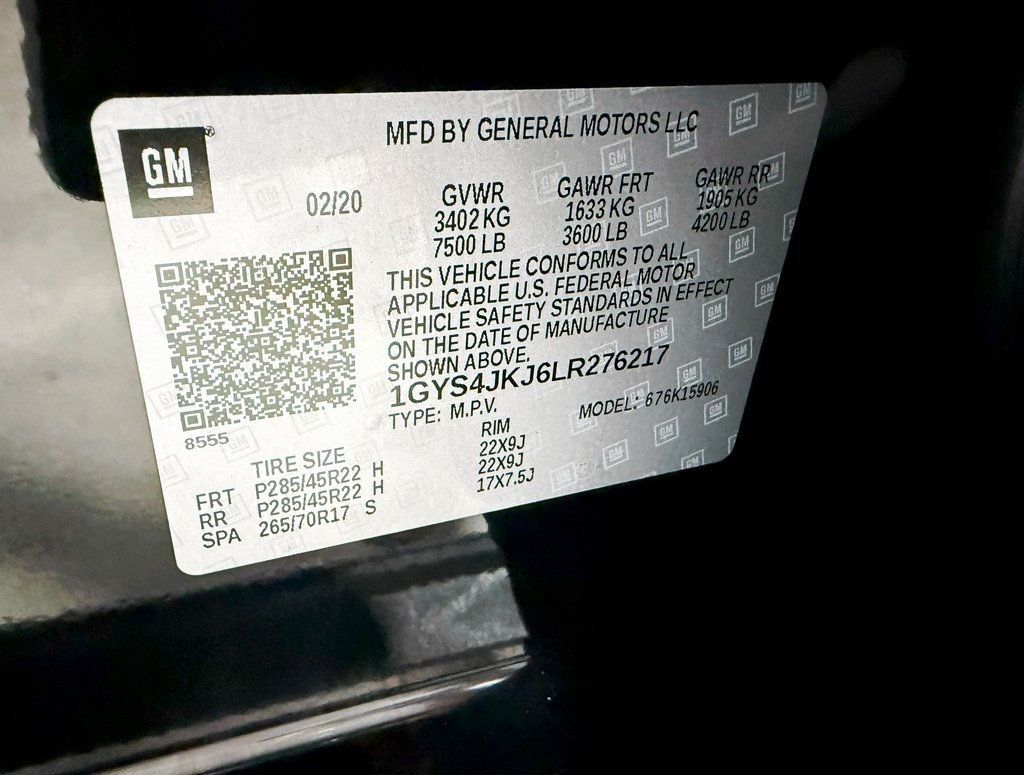 GM
MFD BY GENERAL MOTORS LLC
02/20
GVWR GAWR FRT GAWR RR
3402 KG 1633 KG 1905 KG
7500 LB 3600 LB 4200 LB
THIS VEHICLE CONFORMS TO ALL
APPLICABLE U.S. FEDERAL MOTOR
VEHICLE SAFETY STANDARDS IN EFFECT
ON THE DATE OF MANUFACTURE
SHOWN ABOVE.
1GYS4JKJ6LR276217
TYPE: M.P.V. MODEL: 676K15906
8555
TIRE SIZE RIM
FRT P285/45R22 H 22X9J
RR P285/45R22 H 22X9J
SPA 265/70R17 S 17X7.5J